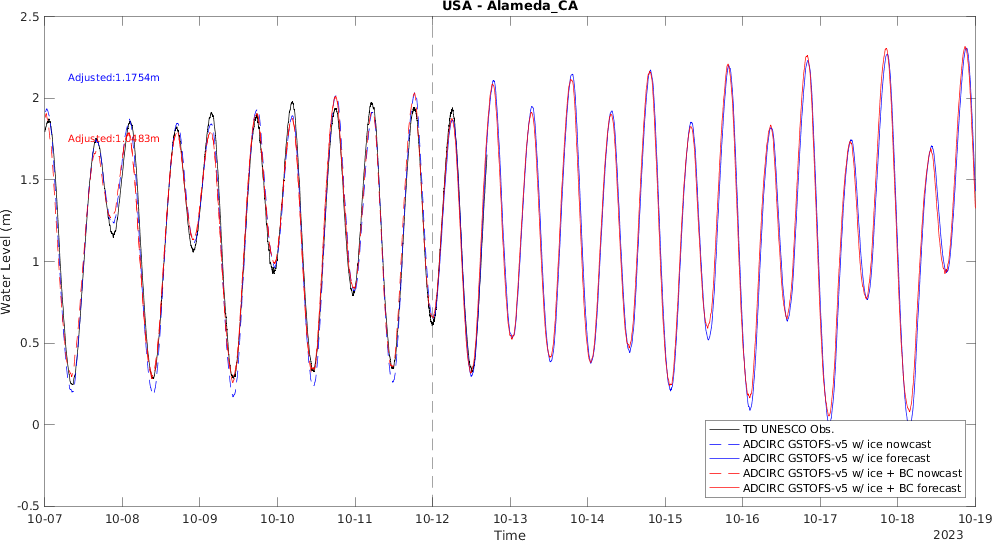 USA - Alameda_CA
2.5
2
1.5
1
0.5
0
-0.5
Water Level (m)
Adjusted:1.1754m
TD UNESCO Obs.
ADCIRC GSTOFS-v5 w/ ice nowcast
ADCIRC GSTOFS-v5 w/ ice forecast
ADCIRC GSTOFS-v5 w/ ice + BC nowcast
ADCIRC GSTOFS-v5 w/ ice + BC forecast
10-07 10-08 10-09 10-10 10-11 10-12 10-13 10-14 10-15 10-16 10-17 10-18 10-19
Time
2023